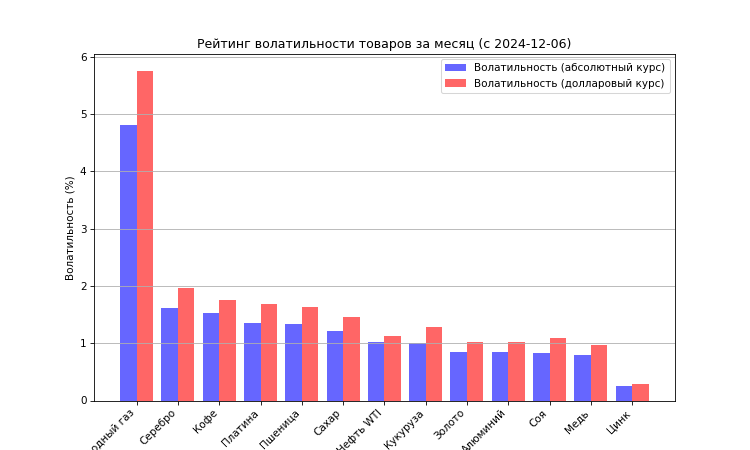 Рейтинг волатильности товаров за месяц (с 2024-12-06)
Волатильность (абсолютный курс)
Волатильность (долларовый курс)
Волатильность (%)
6
5
4
3
2
1
0
одный газ
Серебро
Кофе
Платина
Пшеница
Сахар
Нефть WTI
Кукуруза
Золото
Алюминий
Соя
Медь
Цинк